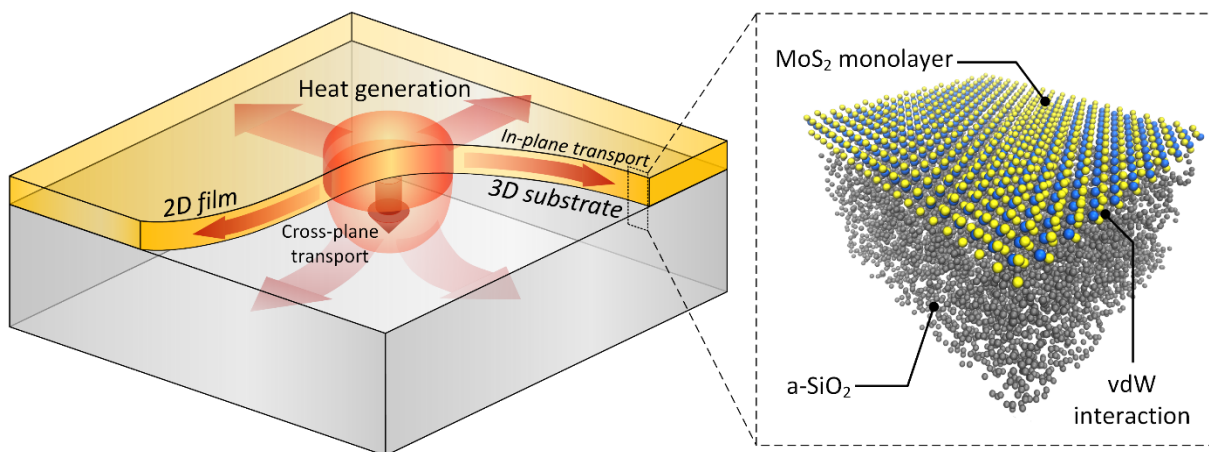 Heat generation
In-plane transport
2D film
3D substrate
Cross-plane
transport
MoS₂ monolayer
a-SiO₂
vdW
interaction